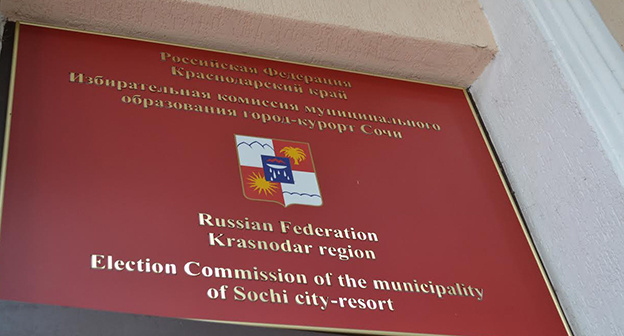 Российская Федерация
Краснодарский край
Избирательная комиссия муниципального
образования город-курорт Сочи
Russian Federation
Krasnodar region
Election Commission of the municipality
of Sochi city-resort